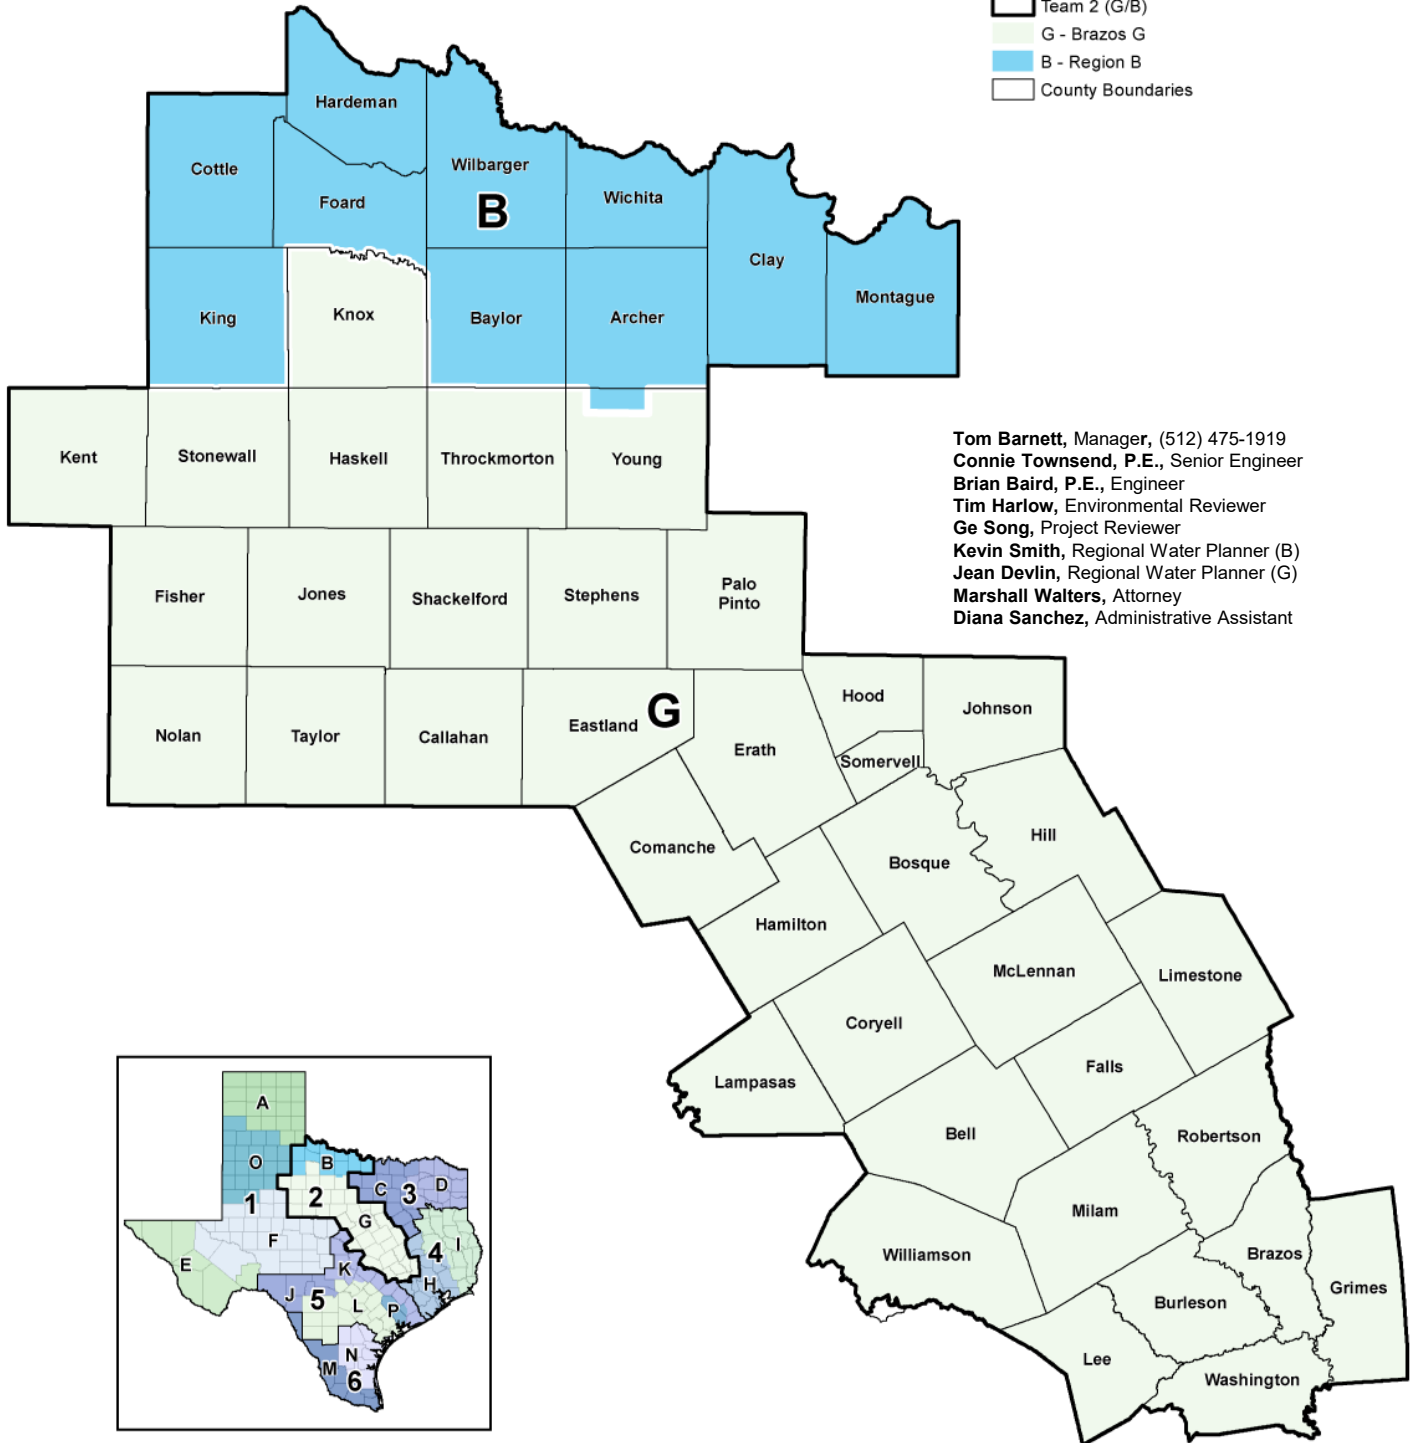 Team 2 (G/B)
G - Brazos G
B - Region B
County Boundaries
Hardeman
Cottle
Wilbarger
Foard
B
Wichita
Clay
Montague
King
Knox
Baylor
Archer
Kent
Stonewall
Haskell
Throckmorton
Young
Tom Barnett, Manager, (512) 475-1919
Connie Townsend, P.E., Senior Engineer
Brian Baird, P.E., Engineer
Tim Harlow, Environmental Reviewer
Ge Song, Project Reviewer
Kevin Smith, Regional Water Planner (B)
Jean Devlin, Regional Water Planner (G)
Marshall Walters, Attorney
Diana Sanchez, Administrative Assistant
Fisher
Jones
Shackelford
Stephens
Palo
Pinto
Nolan
Taylor
Callahan
Eastland
G
Erath
Hood
Johnson
Somervell
Comanche
Bosque
Hill
Hamilton
McLennan
Limestone
Coryell
Lampasas
Falls
Bell
Robertson
Milam
Williamson
Brazos
Grimes
Burleson
Lee
Washington
A
O
B
1
2
C
3
D
G
F
E
4
I
K
H
J
5
L
P
N
M
6